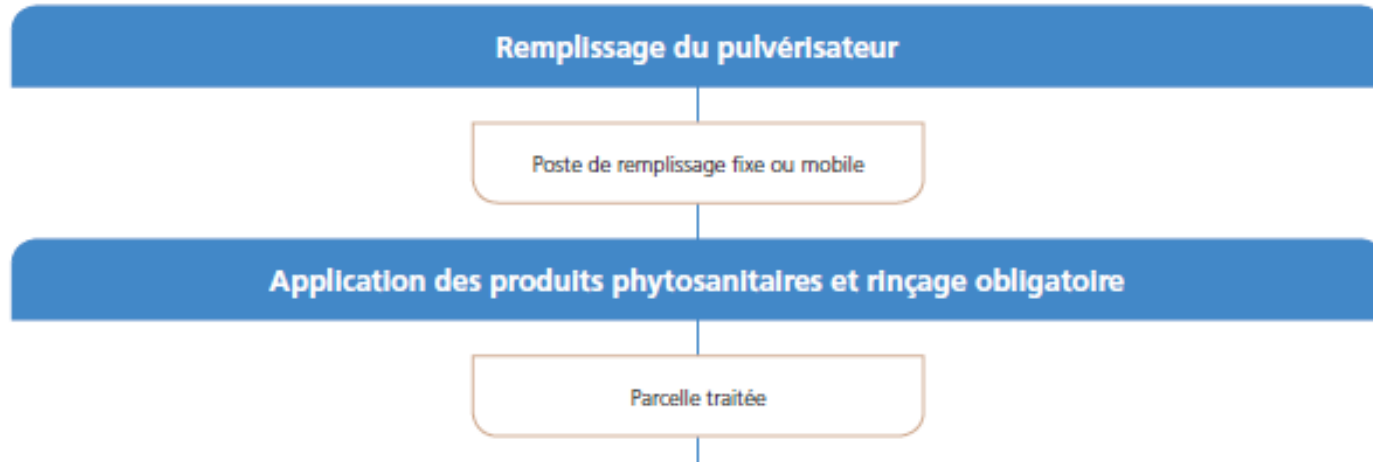 Remplissage du pulvérisateur
Poste de remplissage fixe ou mobile
Application des produits phytosanitaires et rinçage obligatoire
Parcelle traitée